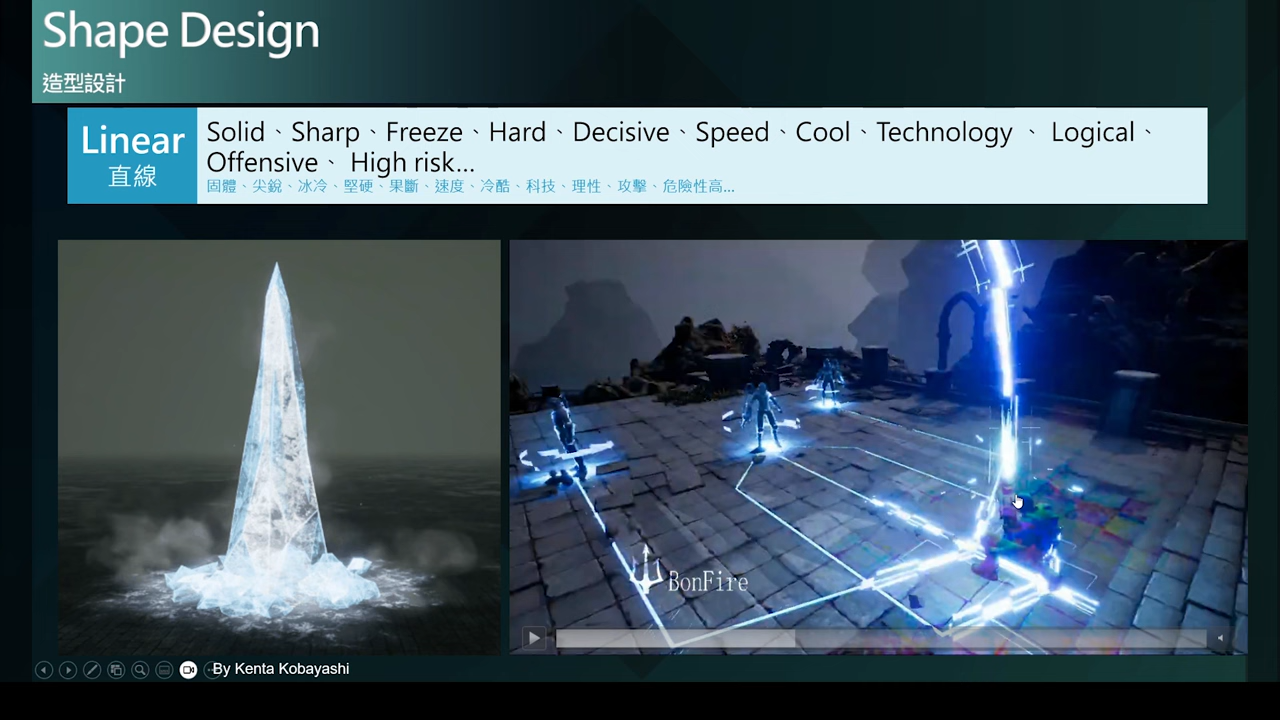 Shape Design
造型設計
Linear
直線
Solid、Sharp、Freeze、Hard、Decisive、Speed、Cool、Technology 、 Logical、
Offensive、 High risk...
固體、尖銳、冰冷、堅硬、果斷、速度、冷酷、科技、理性、攻擊、危險性高...
BonFire
By Kenta Kobayashi